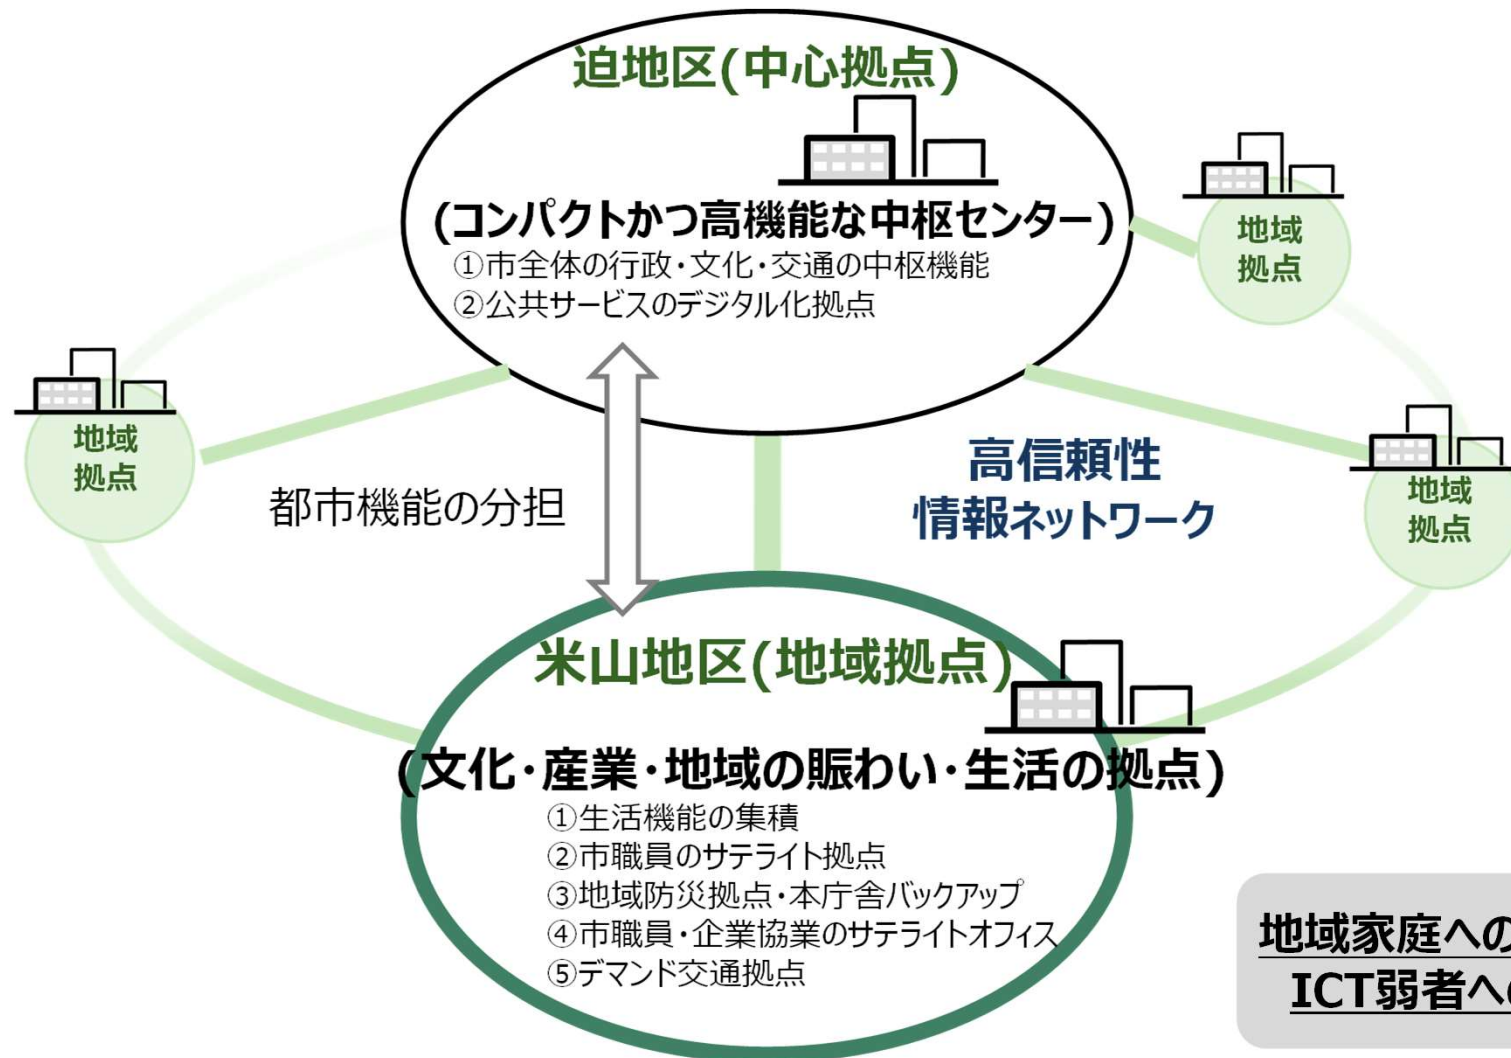 迫地区(中心拠点)
(コンパクトかつ高機能な中枢センター)
①市全体の行政・文化・交通の中枢機能
②公共サービスのデジタル化拠点
地域
拠点
地域
拠点
地域
拠点
都市機能の分担
高信頼性
情報ネットワーク
米山地区(地域拠点)
(文化・産業・地域の賑わい・生活の拠点)
①生活機能の集積
②市職員のサテライト拠点
③地域防災拠点・本庁舎バックアップ
④市職員・企業協業のサテライトオフィス
⑤デマンド交通拠点
地域家庭への
ICT弱者への